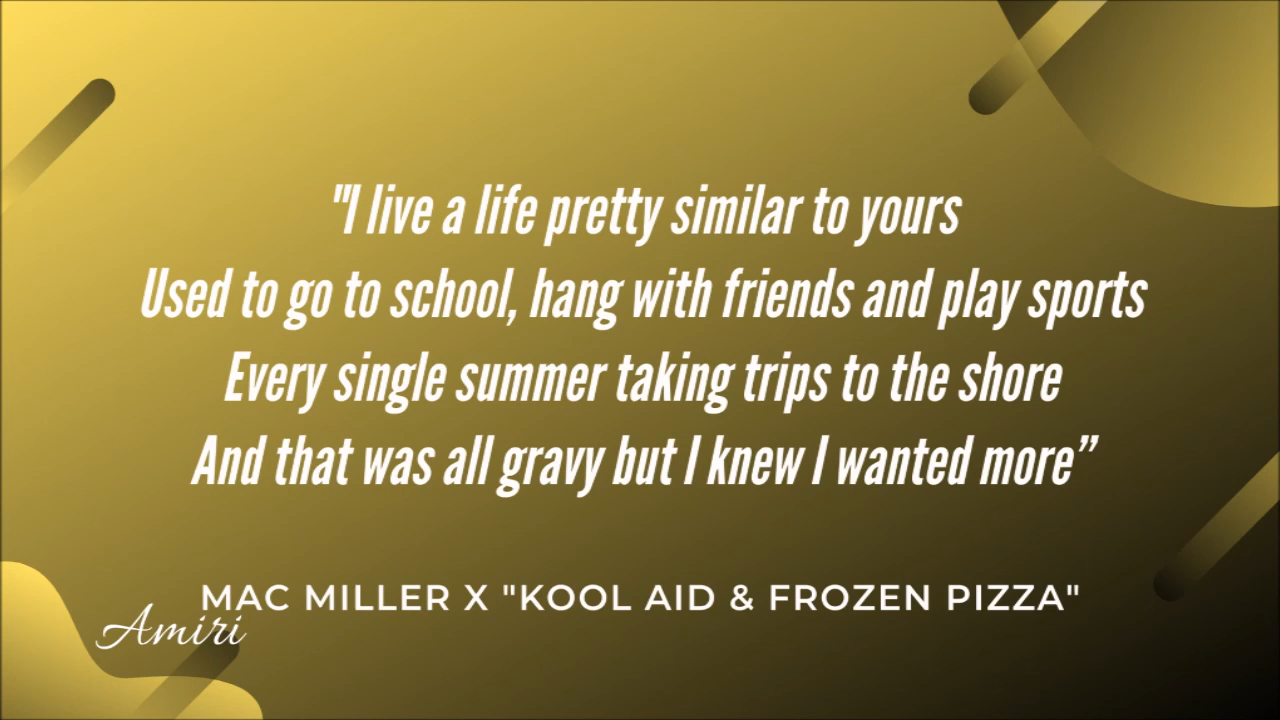 "I live a life pretty similar to yours
Used to go to school, hang with friends and play sports
Every single summer taking trips to the shore
And that was all gravy but I knew I wanted more”
MAC MILLER X "KOOL AID & FROZEN PIZZA"
Amiri